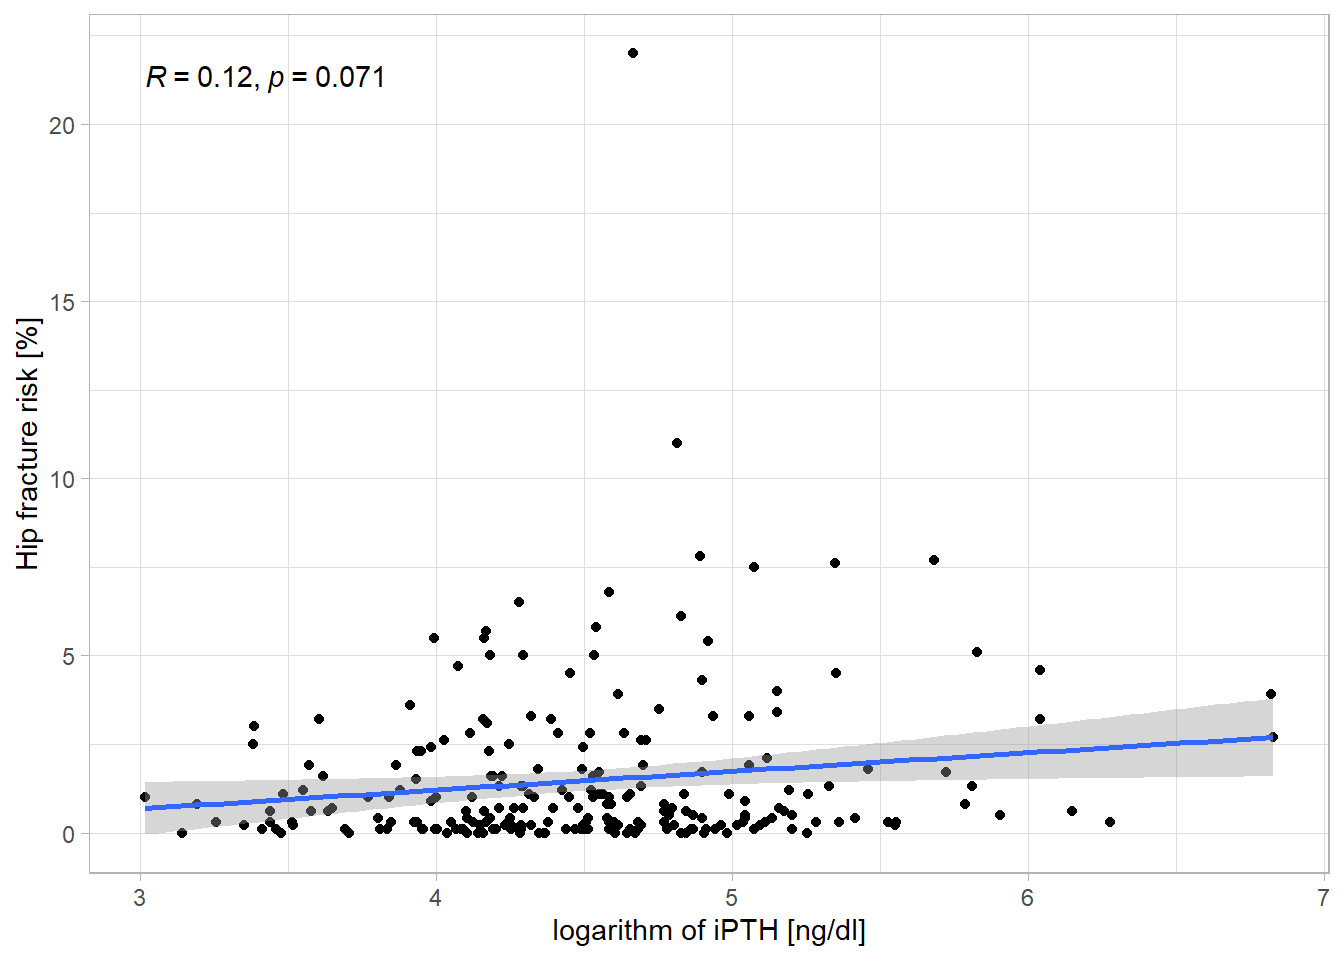 R = 0.12, p = 0.071
20
15
10
5
0
Hip fracture risk [%]
3 4 5 6 7
logarithm of iPTH [ng/dl]